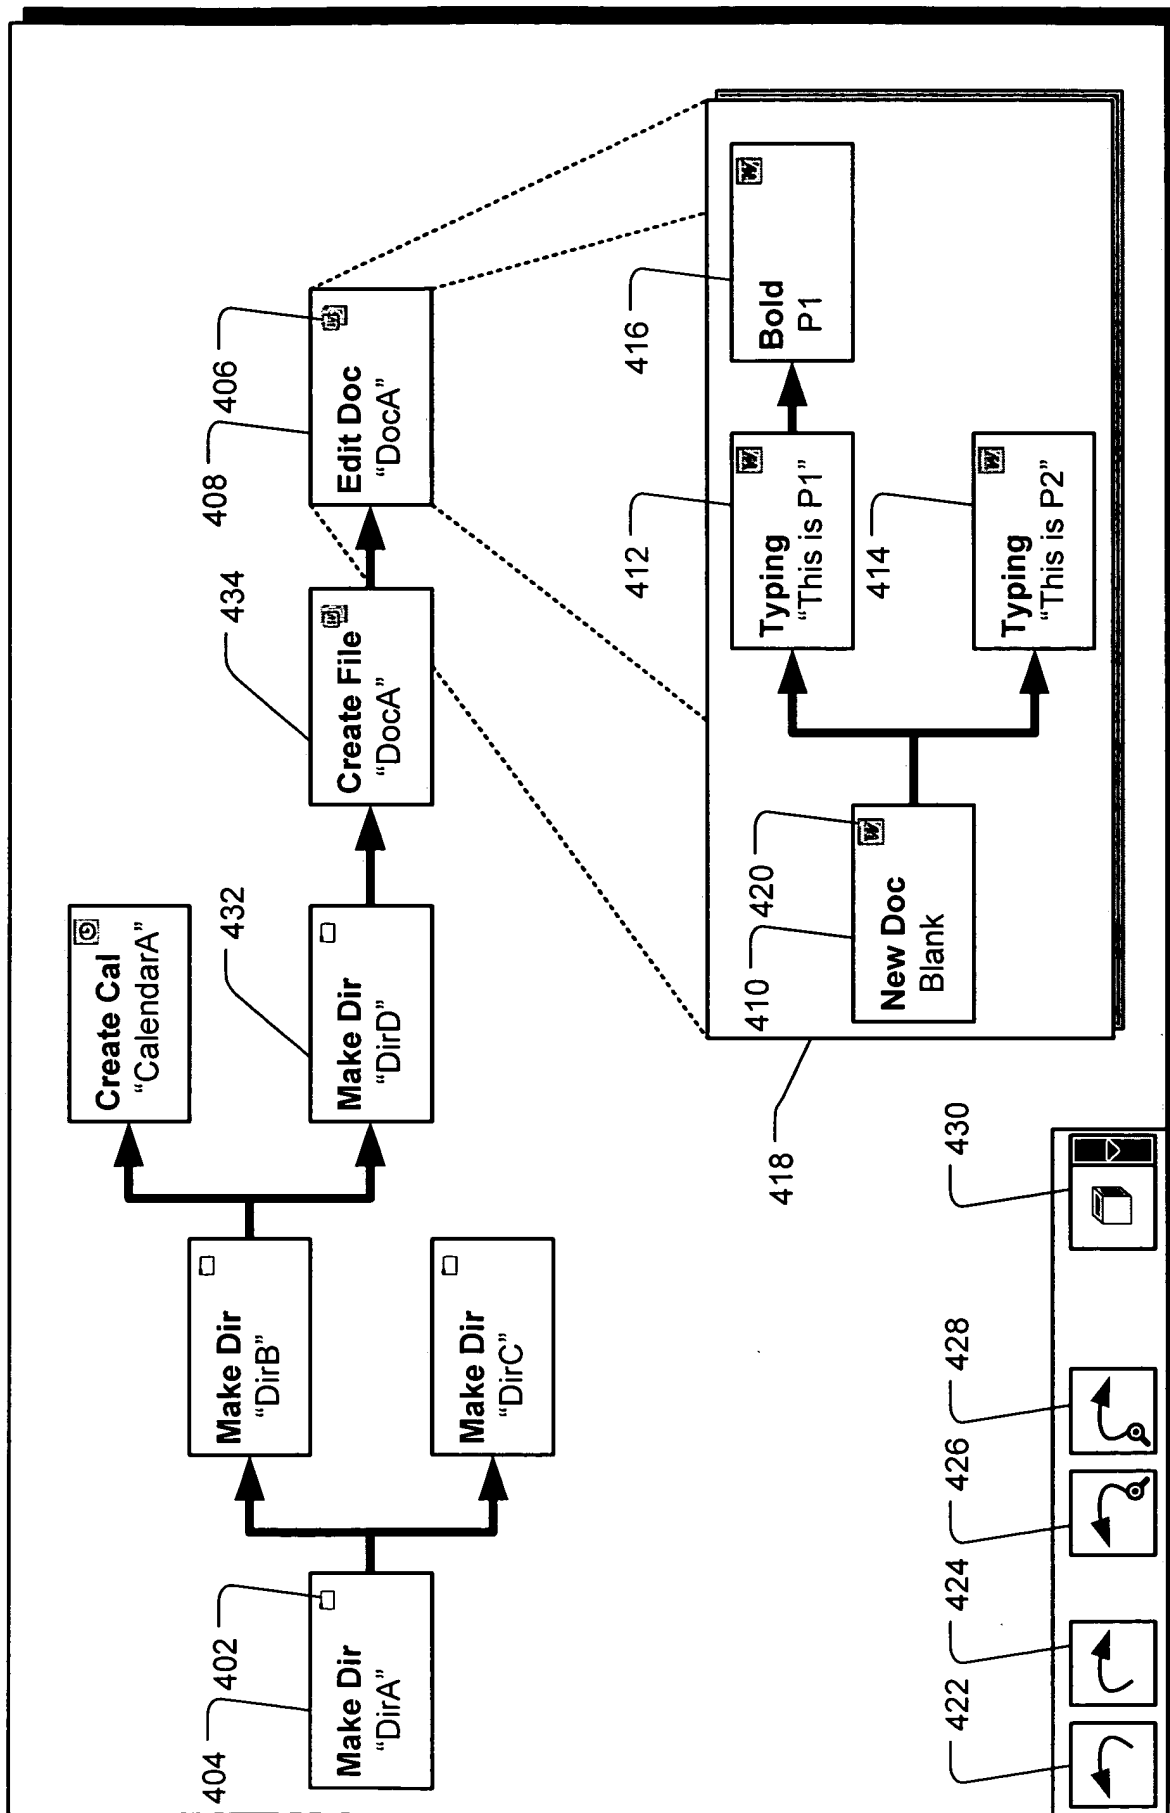 Create Cal
“CalendarA”
Make Dir
“DirB”
432
434
408
406
404
402
Make Dir
“DirA”
Make Dir
“DirD”
Create File
“DocA”
Edit Doc
“DocA”
Make Dir
“DirC”
412
416
Typing
“This is P1”
Bold
P1
410
420
New Doc
Blank
414
Typing
“This is P2”
418
422
424
426
428
430